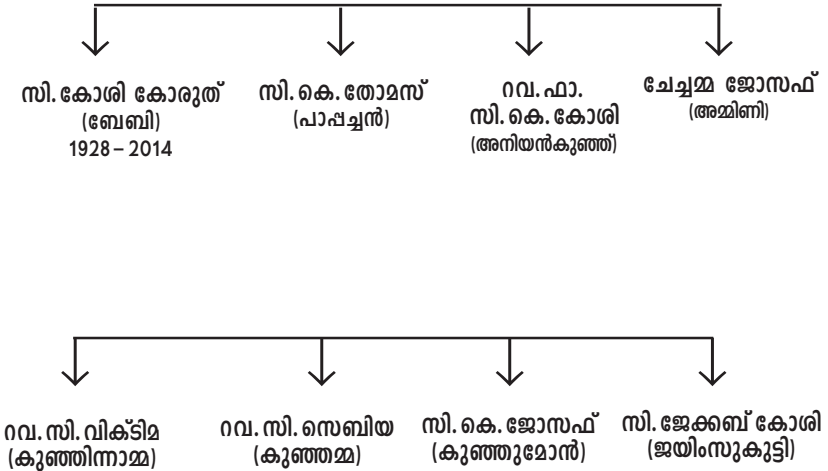 സി. കോശി കോരുത്
(ബേബി)
1928 – 2014
സി. കെ. തോമസ്
(പാപ്പച്ചൻ)
റവ. ഫാ.
സി. കെ. കോശി
(അനിയൻകുഞ്ഞ്)
ചേച്ചമ്മ ജോസഫ്
(അമ്മിണി)
റവ. സി. വിക്ടിമ
(കുഞ്ഞിന്നാമ്മ)
റവ. സി. സെബിയ
(കുഞ്ഞമ്മ)
സി. കെ. ജോസഫ്
(കുഞ്ഞുമോൻ)
സി. ജേക്കബ് കോശി
(ജയിംസുകുട്ടി)